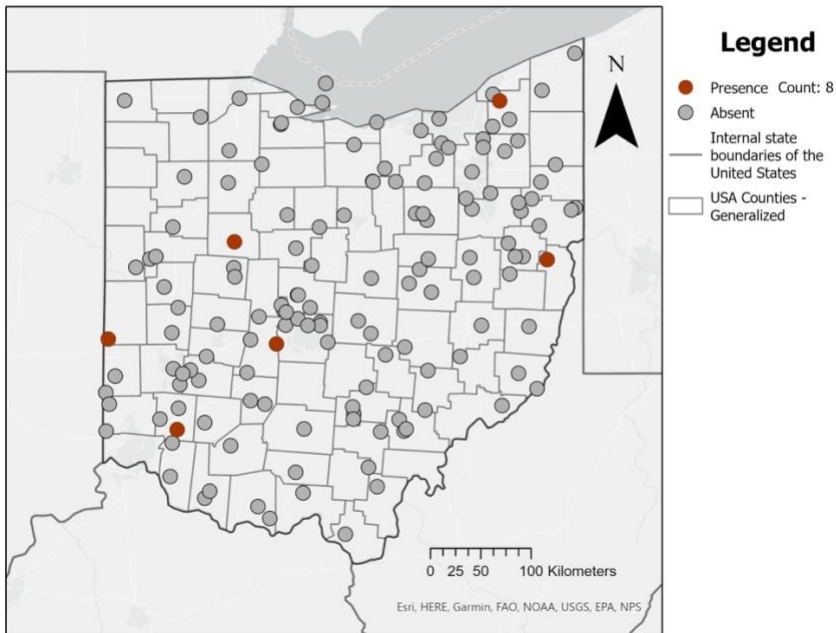 Legend
N
Presence Count: 8
Absent
Internal state
boundaries of the
United States
USA Counties -
Generalized
0 25 50 100 Kilometers
Esri, HERE, Garmin, FAO, NOAA, USGS, EPA, NPS